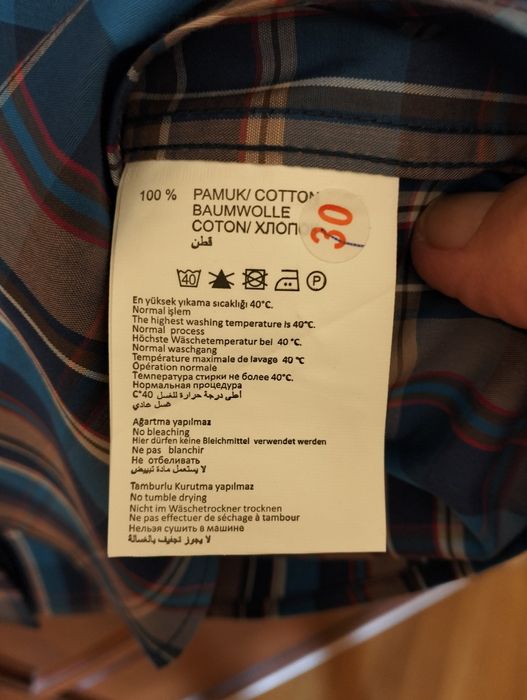 100 % PAMUK/ COTTON
BAUMWOLLE
COTON/ ХЛОПО
قطن
30
40 P
En yüksek yıkama sıcaklığı 40°C.
Normal işlem
The highest washing temperature is 40°C.
Normal process
Höchste Wäschetemperatur bei 40 °C.
Normal waschgang
Température maximale de lavage 40 °C
Opération normale
Температура стирки не более 40°C.
Нормальная процедура
أعلى درجة حرارة للغسل 40°C
غسل عادي
Ağartma yapılmaz
No bleaching
Hier dürfen keine Bleichmittel verwendet werden
Ne pas blanchir
Не отбеливать
لا يستعمل مادة تبييض
Tamburlu Kurutma yapılmaz
No tumble drying
Nicht im Wäschetrockner trocknen
Ne pas effectuer de séchage à tambour
Нельзя сушить в машине
لا يجوز تجفيف بالغسالة